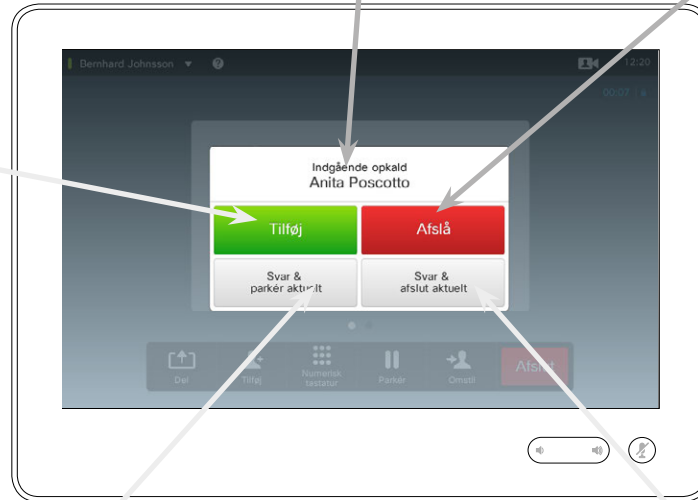 Bernhard Johnsson
12:20
00:07
Indgående opkald
Anita Poscotto
Tilføj
Afslå
Svar &
parkér aktuelt
Svar &
afslut aktuelt
Del
Tilføj
Numerisk
tastatur
Parkér
Omstil
Afslut